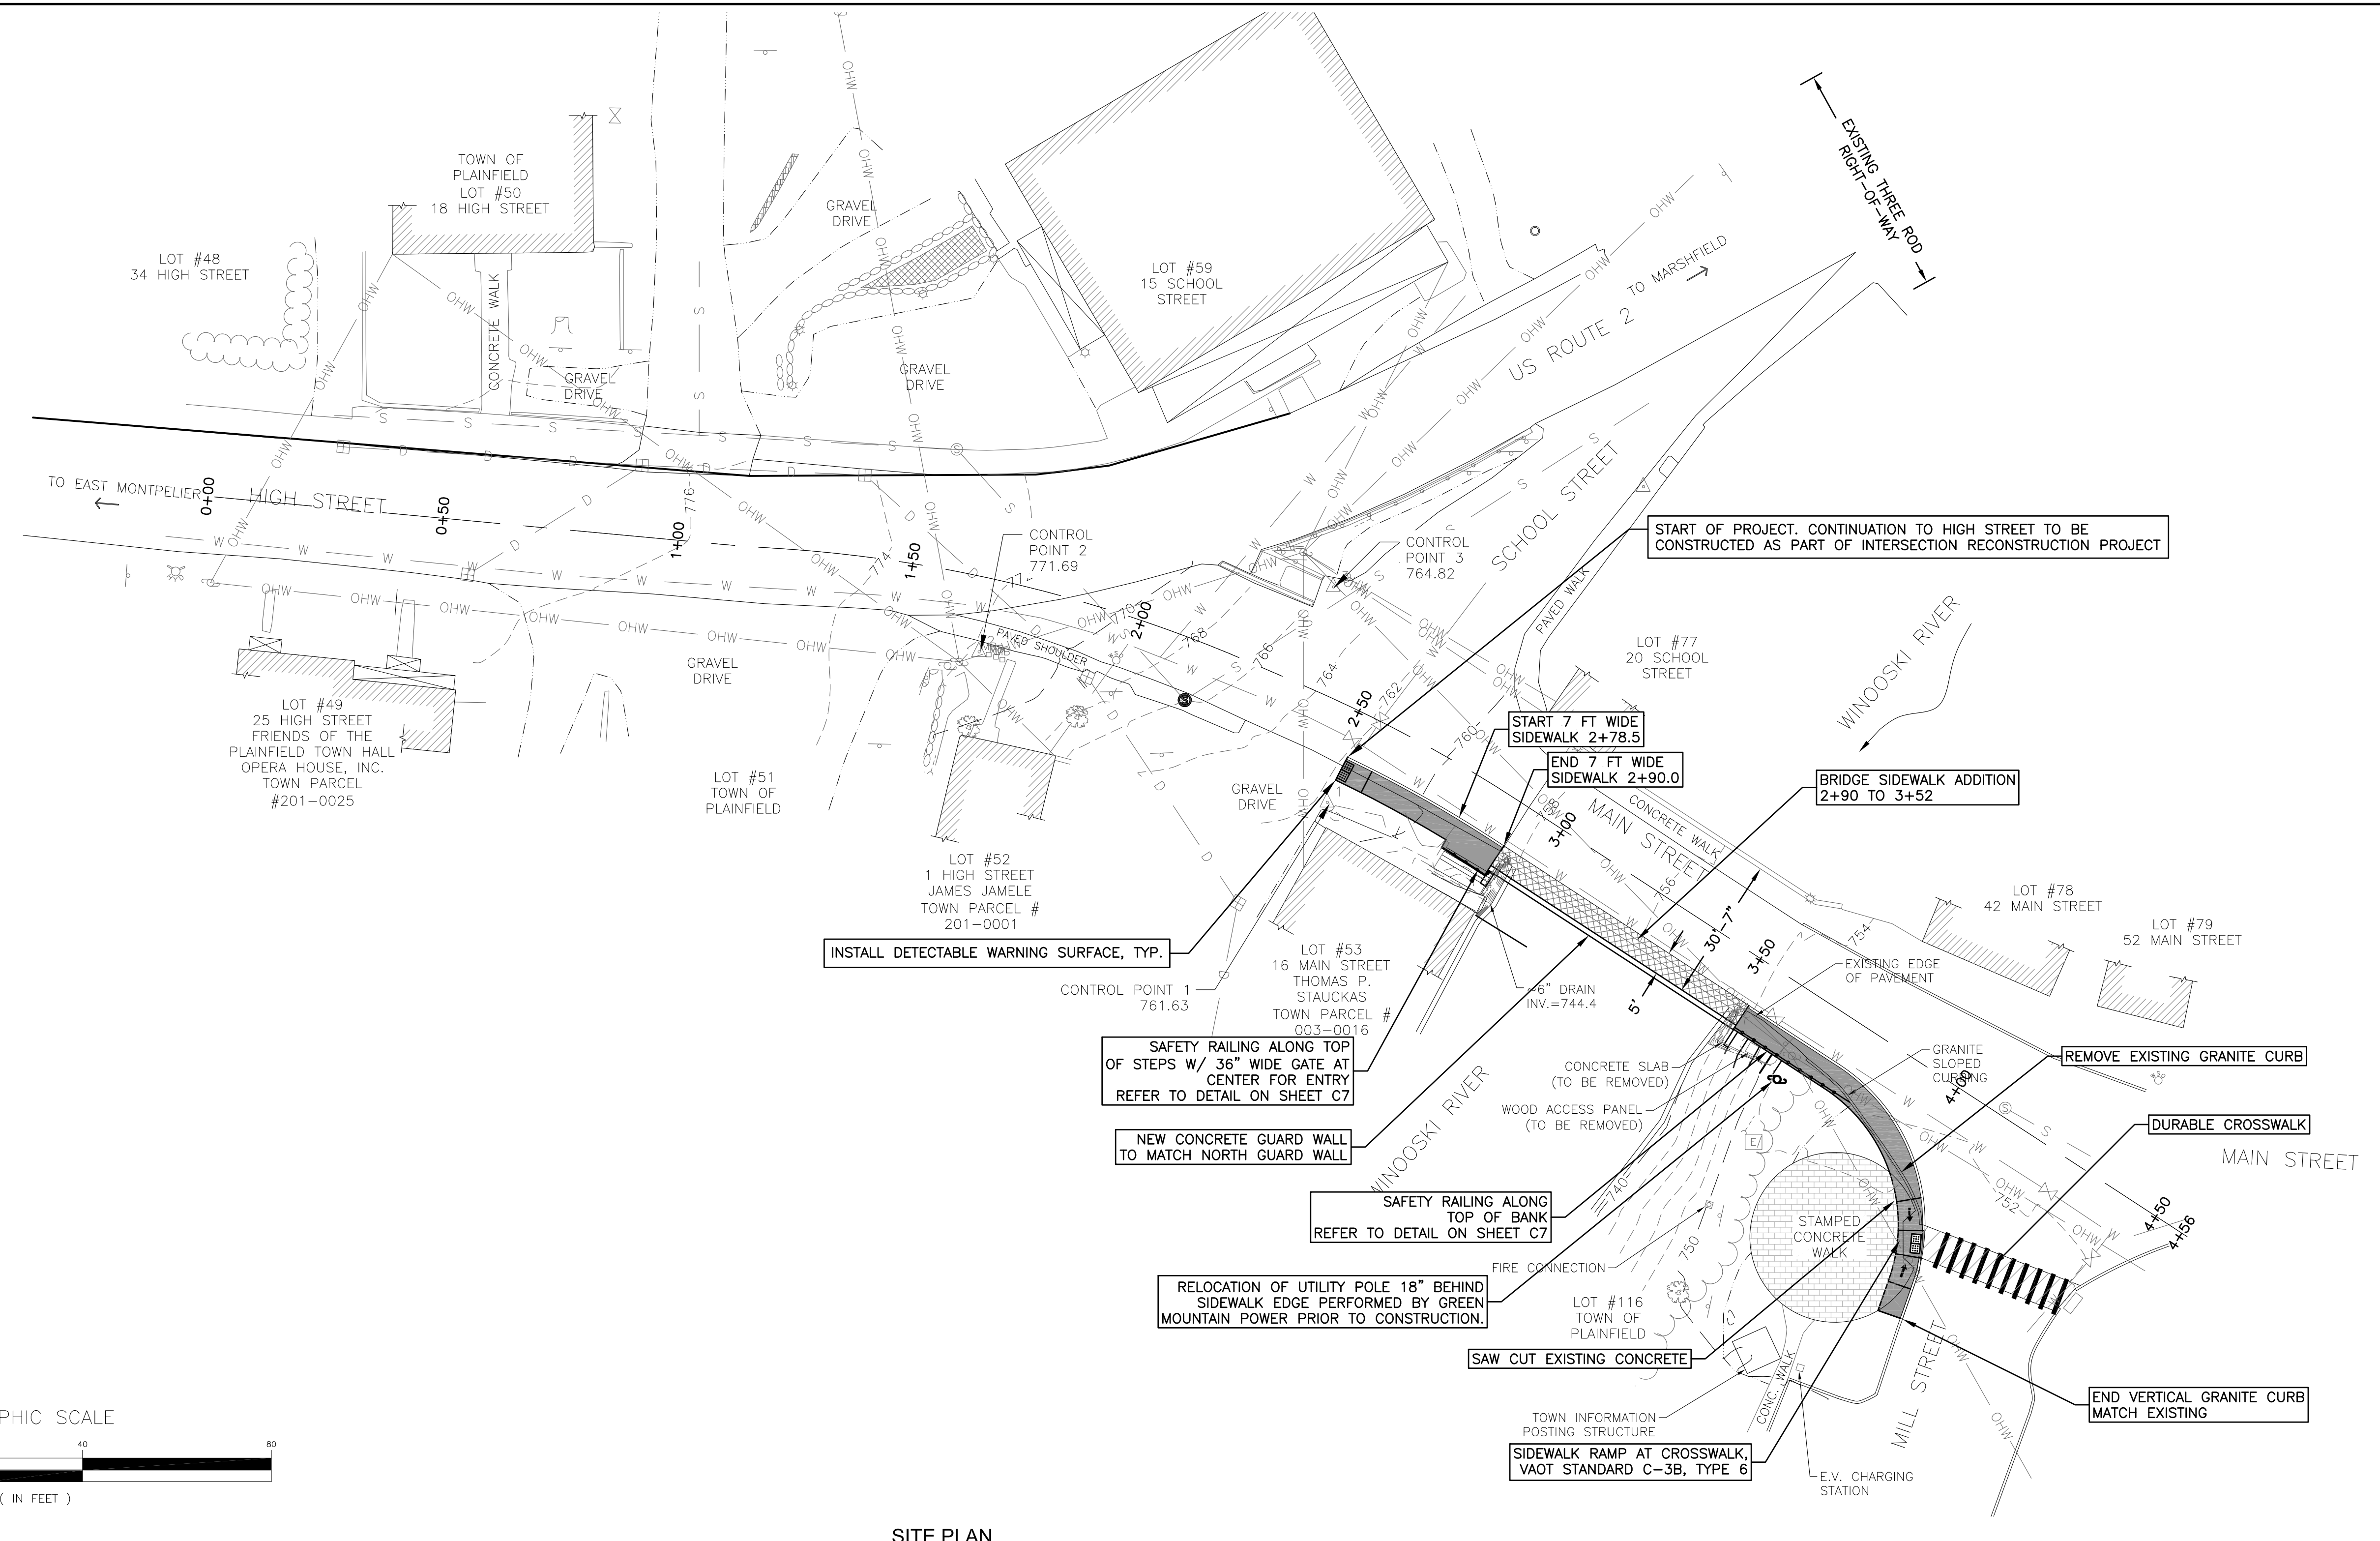 EXISTING THREE ROD
RIGHT-OF-WAY
TOWN OF
PLAINFIELD
LOT #50
18 HIGH STREET
LOT #48
34 HIGH STREET
CONCRETE WALK
GRAVEL
DRIVE
GRAVEL
DRIVE
GRAVEL
DRIVE
LOT #59
15 SCHOOL
STREET
TO MARSHFIELD
US ROUTE 2
TO EAST MONTPELIER
HIGH STREET
0+00
0+50
1+00
1+50
2+00
2+50
776
774
770
768
766
764
762
760
758
CONTROL
POINT 2
771.69
CONTROL
POINT 3
764.82
SCHOOL STREET
PAVED WALK
START OF PROJECT. CONTINUATION TO HIGH STREET TO BE
CONSTRUCTED AS PART OF INTERSECTION RECONSTRUCTION PROJECT
WINOOSKI RIVER
LOT #77
20 SCHOOL
STREET
PAVED SHOULDER
GRAVEL
DRIVE
LOT #49
25 HIGH STREET
FRIENDS OF THE
PLAINFIELD TOWN HALL
OPERA HOUSE, INC.
TOWN PARCEL
#201-0025
LOT #51
TOWN OF
PLAINFIELD
LOT #52
1 HIGH STREET
JAMES JAMELE
TOWN PARCEL #
201-0001
GRAVEL
DRIVE
START 7 FT WIDE
SIDEWALK 2+78.5
END 7 FT WIDE
SIDEWALK 2+90.0
BRIDGE SIDEWALK ADDITION
2+90 TO 3+52
CONCRETE WALK
MAIN STREET
3+00
756
30'-7"
3+50
754
5'
LOT #78
42 MAIN STREET
LOT #79
52 MAIN STREET
INSTALL DETECTABLE WARNING SURFACE, TYP.
CONTROL POINT 1
761.63
LOT #53
16 MAIN STREET
THOMAS P.
STAUCKAS
TOWN PARCEL #
003-0016
~6" DRAIN
INV.=744.4
EXISTING EDGE
OF PAVEMENT
SAFETY RAILING ALONG TOP
OF STEPS W/ 36" WIDE GATE AT
CENTER FOR ENTRY
REFER TO DETAIL ON SHEET C7
CONCRETE SLAB
(TO BE REMOVED)
GRANITE
SLOPED
CURBING
REMOVE EXISTING GRANITE CURB
4+00
WOOD ACCESS PANEL
(TO BE REMOVED)
NEW CONCRETE GUARD WALL
TO MATCH NORTH GUARD WALL
WINOOSKI RIVER
DURABLE CROSSWALK
MAIN STREET
740
750
752
4+50
4+56
SAFETY RAILING ALONG
TOP OF BANK
REFER TO DETAIL ON SHEET C7
STAMPED
CONCRETE
WALK
FIRE CONNECTION
RELOCATION OF UTILITY POLE 18" BEHIND
SIDEWALK EDGE PERFORMED BY GREEN
MOUNTAIN POWER PRIOR TO CONSTRUCTION.
LOT #116
TOWN OF
PLAINFIELD
SAW CUT EXISTING CONCRETE
CONC. WALK
MILL STREET
END VERTICAL GRANITE CURB
MATCH EXISTING
TOWN INFORMATION
POSTING STRUCTURE
SIDEWALK RAMP AT CROSSWALK,
VAOT STANDARD C-3B, TYPE 6
E.V. CHARGING
STATION
PHIC SCALE
40
80
( IN FEET )
SITE PLAN